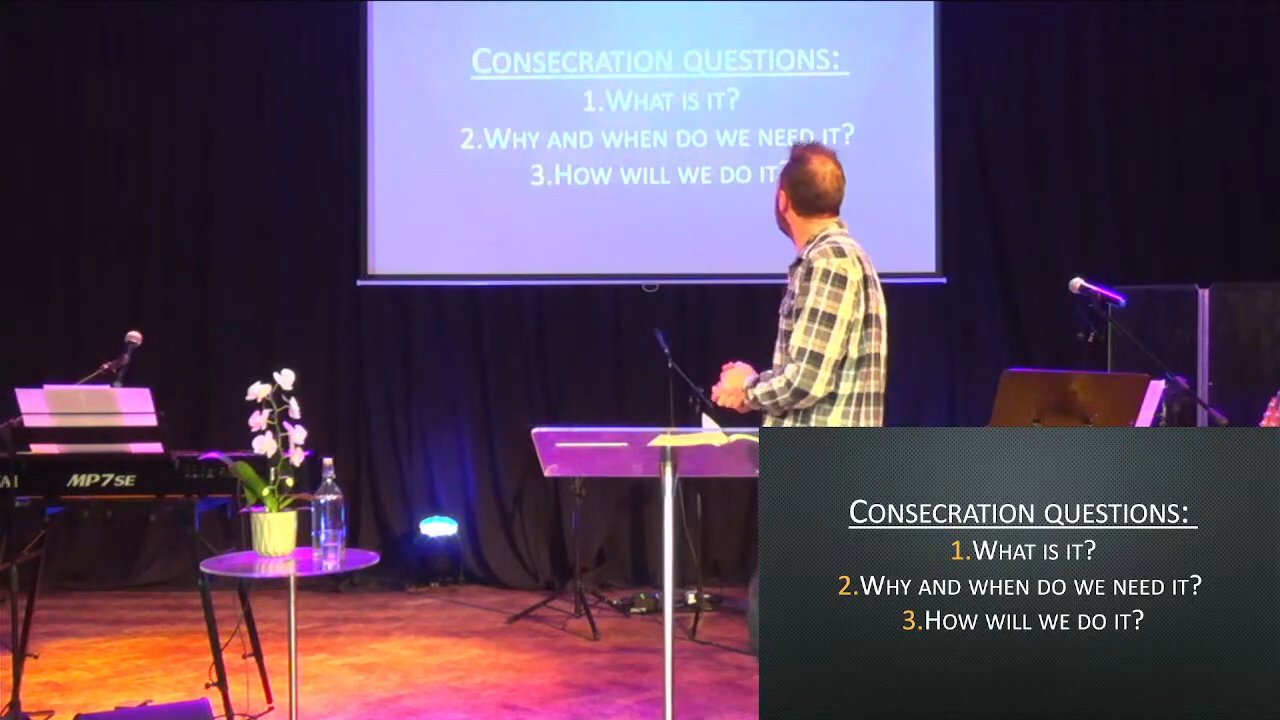 CONSECRATION QUESTIONS:
1.WHAT IS IT?
2.WHY AND WHEN DO WE NEED IT?
3.HOW WILL WE DO IT?
MP7SE
CONSECRATION QUESTIONS:
1.WHAT IS IT?
2.WHY AND WHEN DO WE NEED IT?
3.HOW WILL WE DO IT?